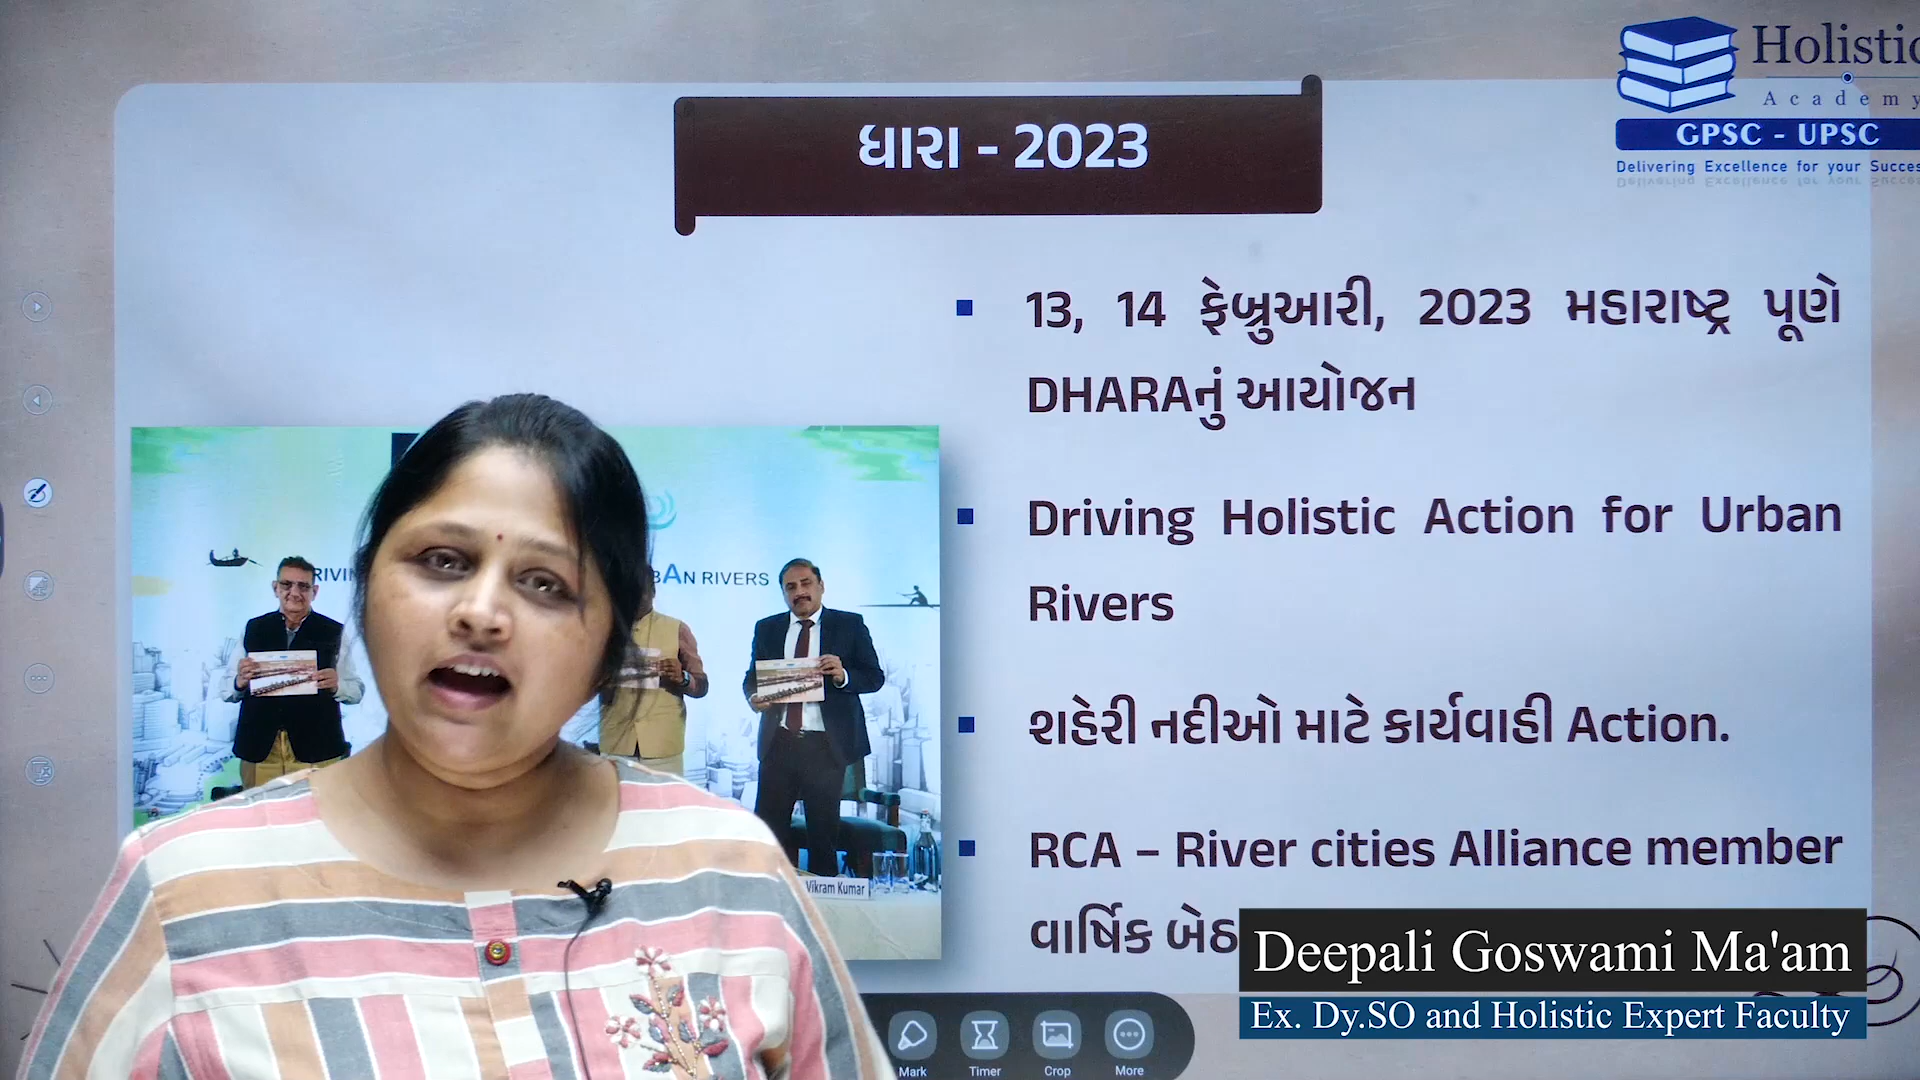 Holistic
Academy
GPSC - UPSC
Delivering Excellence for your Succes
ધારા - 2023
13, 14 ફેબ્રુઆરી, 2023 મહારાષ્ટ્ર પૂણે
DHARAનું આયોજન
Driving Holistic Action for Urban
Rivers
શહેરી નદીઓ માટે કાર્યવાહી Action.
RCA – River cities Alliance member
વાર્ષિક બેઠ
RIVIN
BAN RIVERS
Vikram Kumar
Deepali Goswami Ma'am
Ex. Dy.SO and Holistic Expert Faculty
Mark Timer Crop More